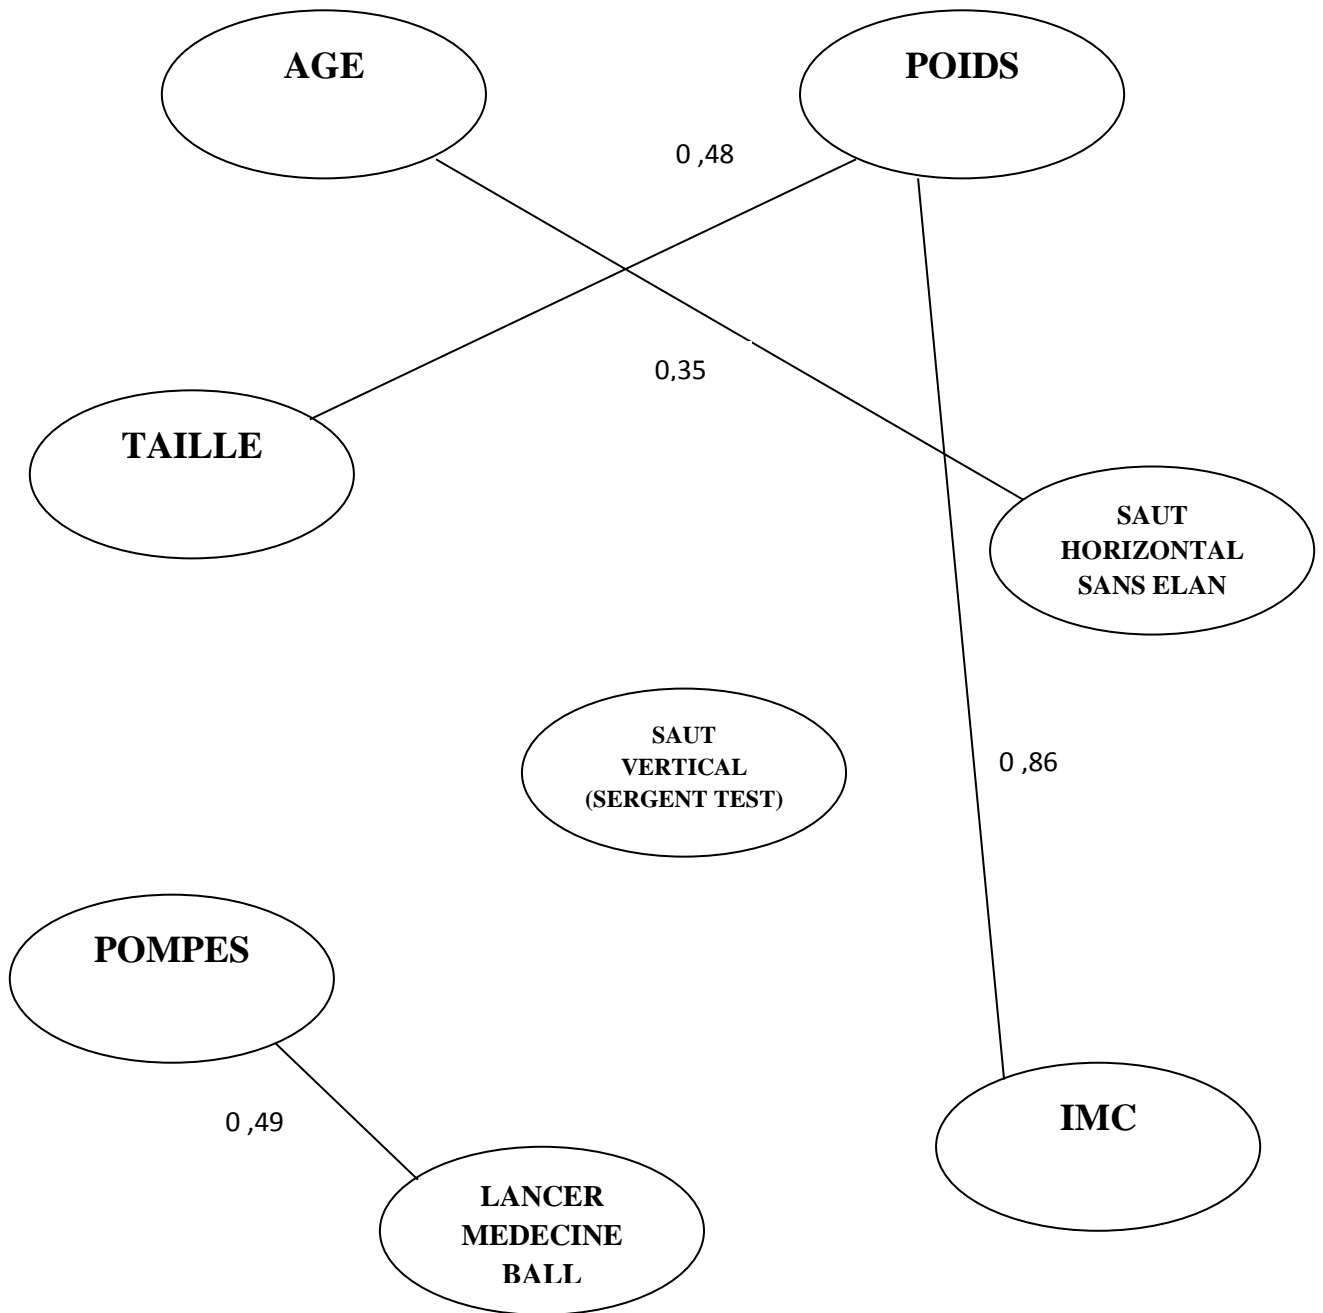 AGE
POIDS
0 ,48
0,35
TAILLE
SAUT
HORIZONTAL
SANS ELAN
SAUT
VERTICAL
(SERGENT TEST)
0 ,86
POMPES
0 ,49
IMC
LANCER
MEDECINE
BALL